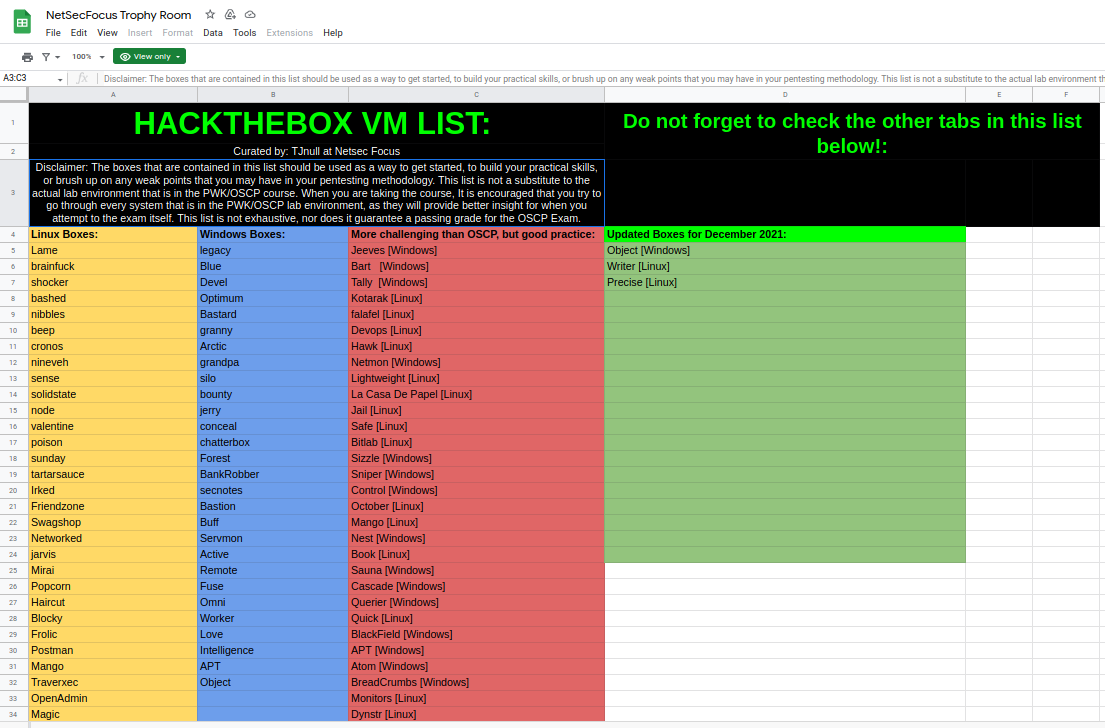 NetSecFocus Trophy Room
File Edit View Insert Format Data Tools Extensions Help
100% View only
A3:C3 fx Disclaimer: The boxes that are contained in this list should be used as a way to get started, to build your practical skills, or brush up on any weak points that you may have in your pentesting methodology. This list is not a substitute to the actual lab environment th
A B C D E F
1 HACKTHEBOX VM LIST: Do not forget to check the other tabs in this list
below!:
2 Curated by: TJnull at Netsec Focus
Disclaimer: The boxes that are contained in this list should be used as a way to get started, to build your practical skills,
or brush up on any weak points that you may have in your pentesting methodology. This list is not a substitute to the
3 actual lab environment that is in the PWK/OSCP course. When you are taking the course. It is encouraged that you try to
go through every system that is in the PWK/OSCP lab environment, as they will provide better insight for when you
attempt to the exam itself. This list is not exhaustive, nor does it guarantee a passing grade for the OSCP Exam.
4 Linux Boxes: Windows Boxes: More challenging than OSCP, but good practice: Updated Boxes for December 2021:
5 Lame legacy Jeeves [Windows] Object [Windows]
6 brainfuck Blue Bart [Windows] Writer [Linux]
7 shocker Devel Tally [Windows] Precise [Linux]
8 bashed Optimum Kotarak [Linux]
9 nibbles Bastard falafel [Linux]
10 beep granny Devops [Linux]
11 cronos Arctic Hawk [Linux]
12 nineveh grandpa Netmon [Windows]
13 sense silo Lightweight [Linux]
14 solidstate bounty La Casa De Papel [Linux]
15 node jerry Jail [Linux]
16 valentine conceal Safe [Linux]
17 poison chatterbox Bitlab [Linux]
18 sunday Forest Sizzle [Windows]
19 tartarsauce BankRobber Sniper [Windows]
20 Irked secnotes Control [Windows]
21 Friendzone Bastion October [Linux]
22 Swagshop Buff Mango [Linux]
23 Networked Servmon Nest [Windows]
24 jarvis Active Book [Linux]
25 Mirai Remote Sauna [Windows]
26 Popcorn Fuse Cascade [Windows]
27 Haircut Omni Querier [Windows]
28 Blocky Worker Quick [Linux]
29 Frolic Love BlackField [Windows]
30 Postman Intelligence APT [Windows]
31 Mango APT Atom [Windows]
32 Traverxec Object BreadCrumbs [Windows]
33 OpenAdmin Monitors [Linux]
34 Magic Dynstr [Linux]